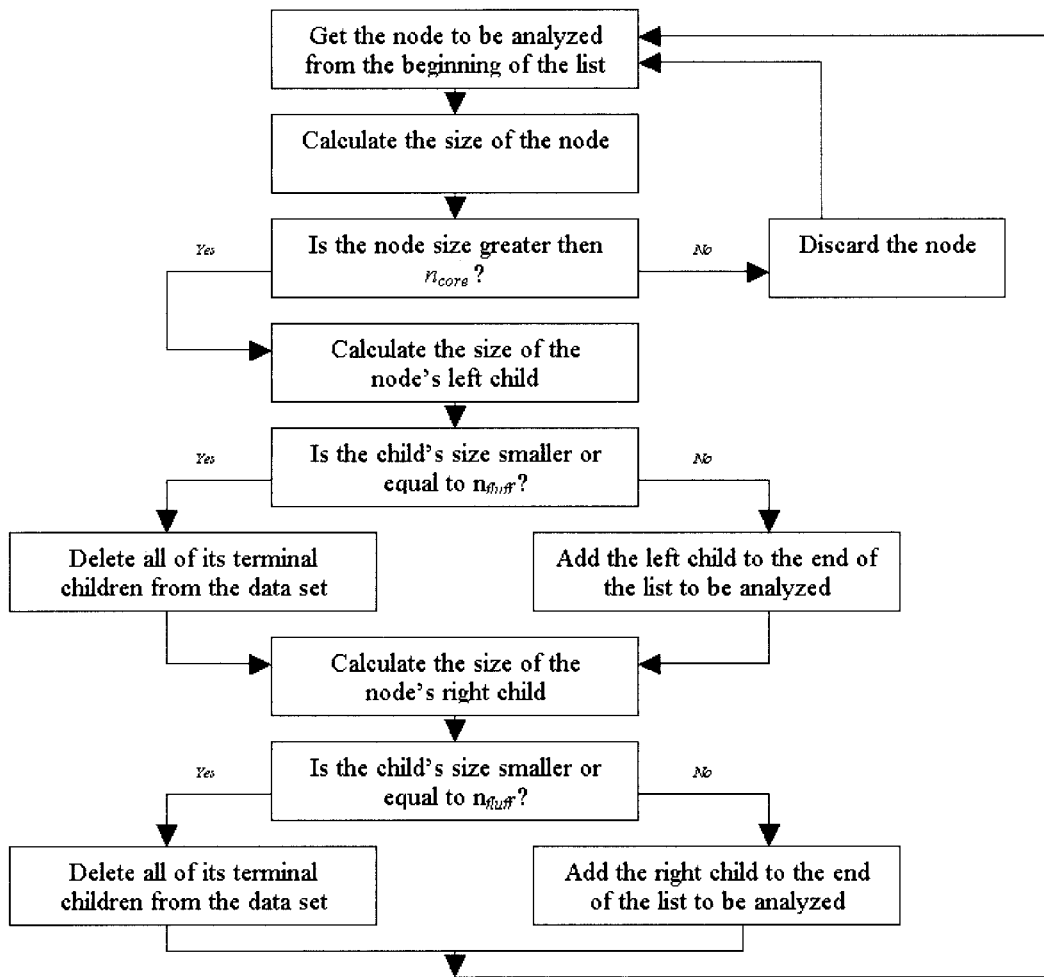 Get the node to be analyzed
from the beginning of the list
Calculate the size of the node
Yes
Is the node size greater then
n_core ?
No
Discard the node
Calculate the size of the
node's left child
Yes
Is the child's size smaller or
equal to n_fluff?
No
Delete all of its terminal
children from the data set
Add the left child to the end of
the list to be analyzed
Calculate the size of the
node's right child
Yes
Is the child's size smaller or
equal to n_fluff?
No
Delete all of its terminal
children from the data set
Add the right child to the end
of the list to be analyzed